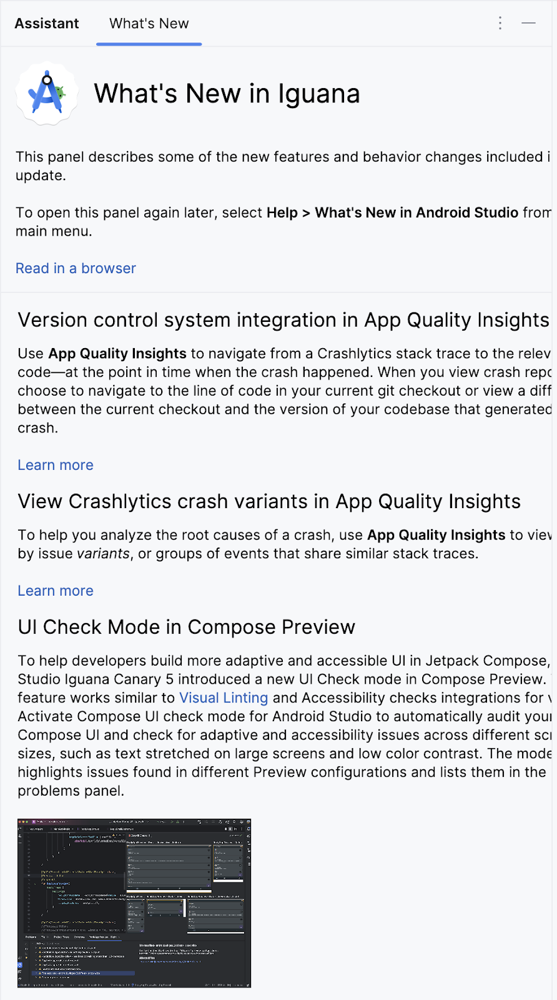 Assistant What's New
What's New in Iguana
This panel describes some of the new features and behavior changes included i
update.
To open this panel again later, select Help > What's New in Android Studio from
main menu.
Read in a browser
Version control system integration in App Quality Insights
Use App Quality Insights to navigate from a Crashlytics stack trace to the relev
code—at the point in time when the crash happened. When you view crash repo
choose to navigate to the line of code in your current git checkout or view a diff
between the current checkout and the version of your codebase that generated
crash.
Learn more
View Crashlytics crash variants in App Quality Insights
To help you analyze the root causes of a crash, use App Quality Insights to view
by issue variants, or groups of events that share similar stack traces.
Learn more
UI Check Mode in Compose Preview
To help developers build more adaptive and accessible UI in Jetpack Compose,
Studio Iguana Canary 5 introduced a new UI Check mode in Compose Preview.
feature works similar to Visual Linting and Accessibility checks integrations for v
Activate Compose UI check mode for Android Studio to automatically audit your
Compose UI and check for adaptive and accessibility issues across different scr
sizes, such as text stretched on large screens and low color contrast. The mode
highlights issues found in different Preview configurations and lists them in the
problems panel.